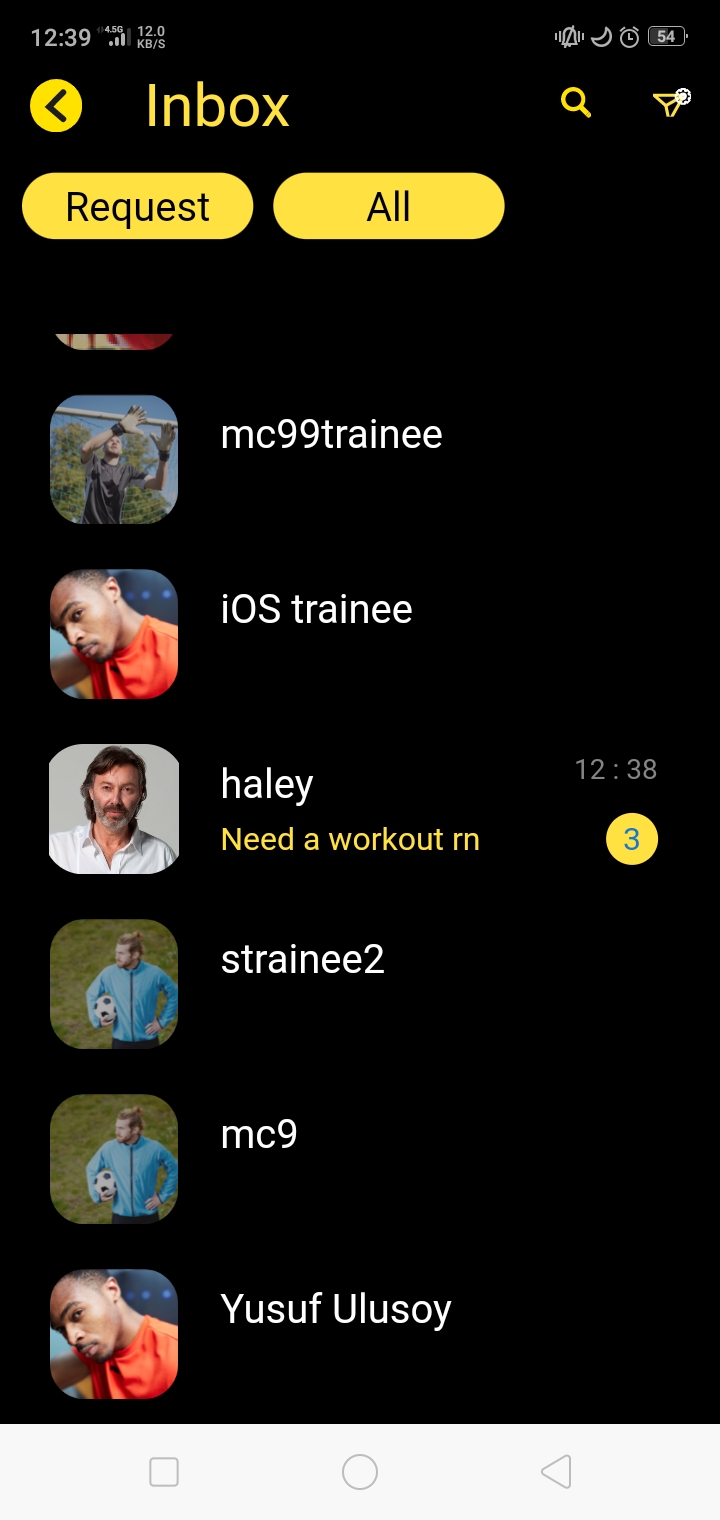 12:39 4.5G 12.0
KB/S 54
Inbox
Request All
mc99trainee
iOS trainee
haley 12 : 38
Need a workout rn 3
strainee2
mc9
Yusuf Ulusoy